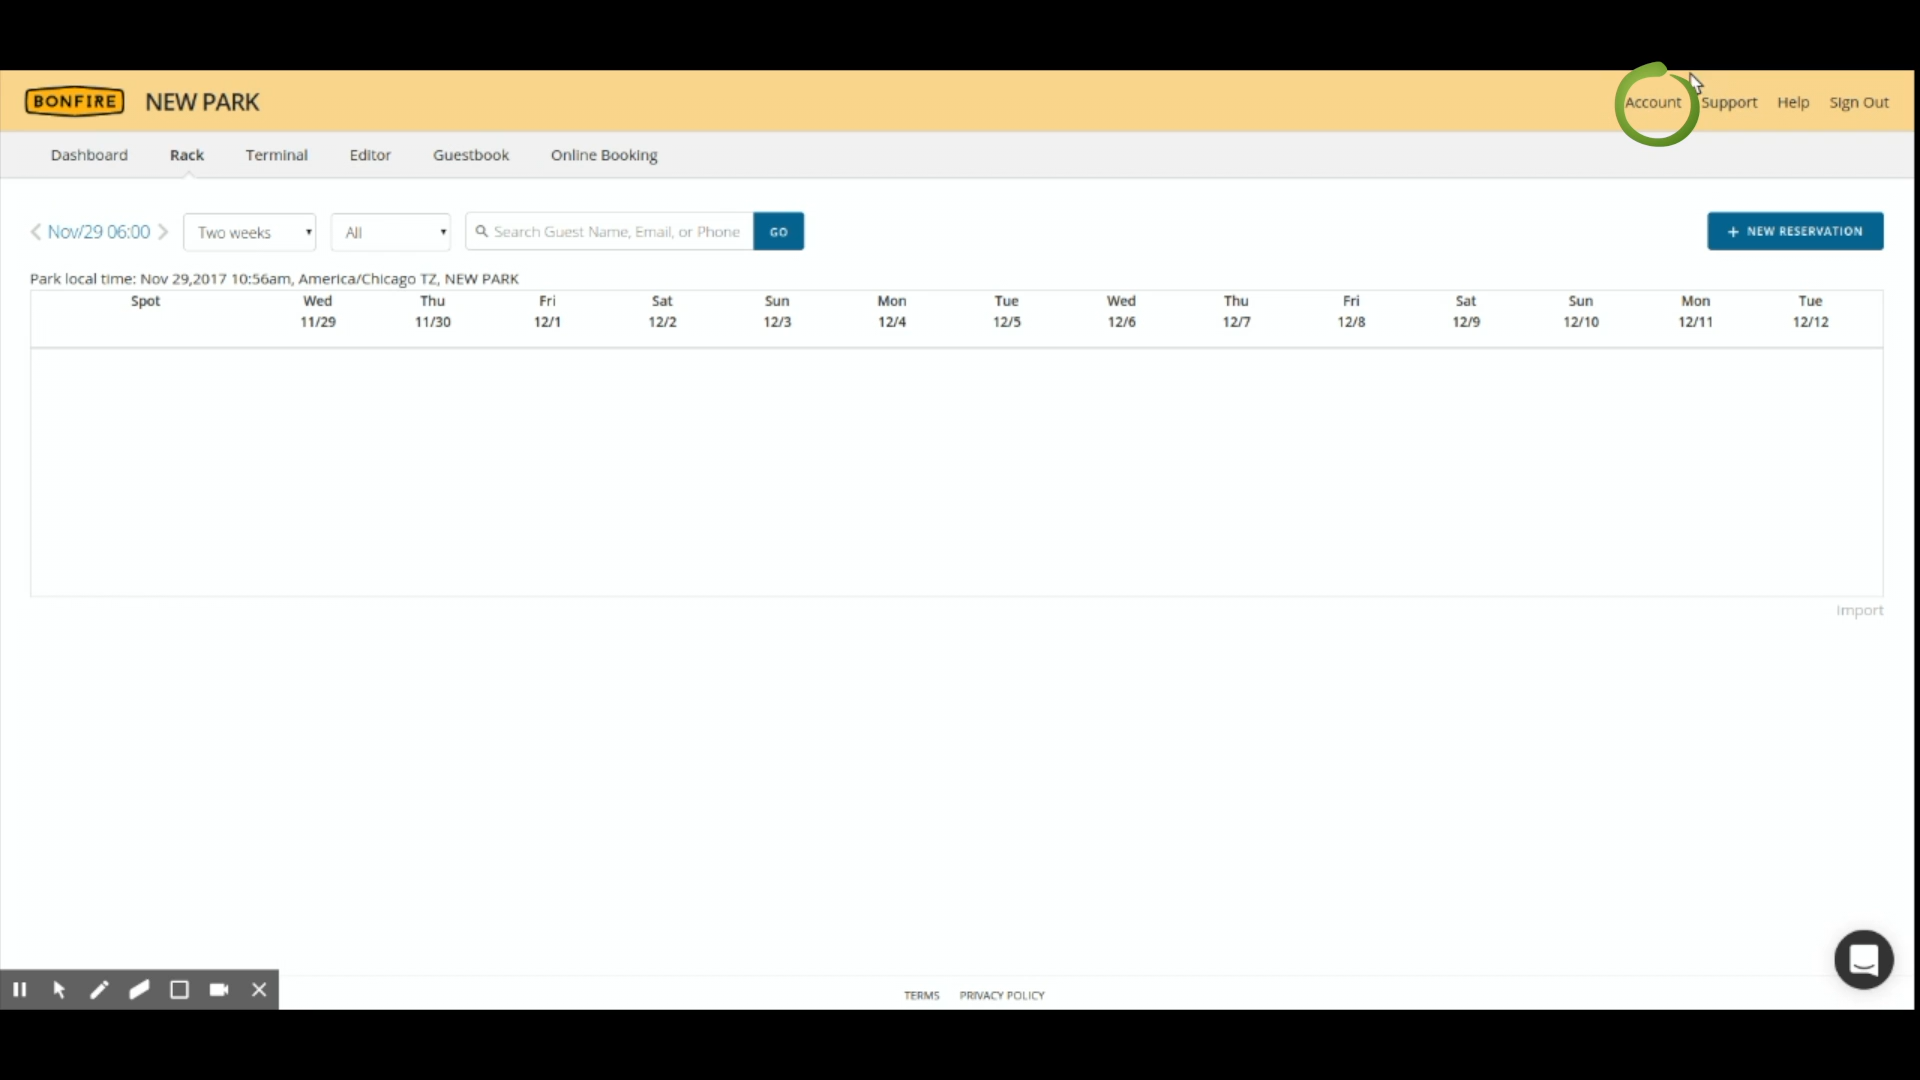 BONFIRE NEW PARK Account Support Help Sign Out
Dashboard Rack Terminal Editor Guestbook Online Booking
Nov/29 06:00 Two weeks All Search Guest Name, Email, or Phone GO + NEW RESERVATION
Park local time: Nov 29,2017 10:56am, America/Chicago TZ, NEW PARK
Spot Wed Thu Fri Sat Sun Mon Tue Wed Thu Fri Sat Sun Mon Tue
11/29 11/30 12/1 12/2 12/3 12/4 12/5 12/6 12/7 12/8 12/9 12/10 12/11 12/12
Import
TERMS PRIVACY POLICY